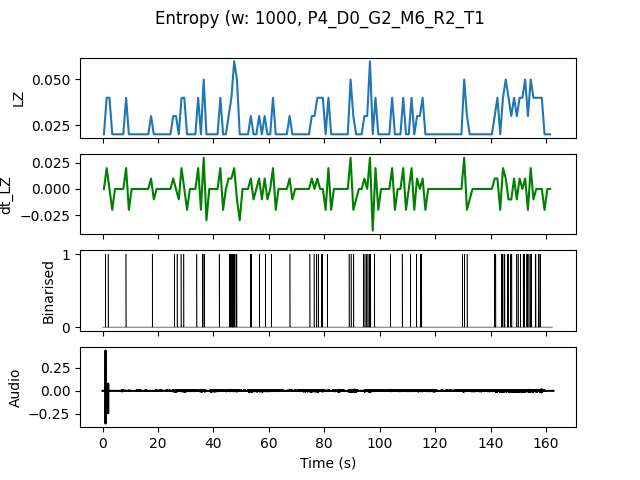 Entropy (w: 1000, P4_D0_G2_M6_R2_T1
0.050
0.025
LZ
0.025
0.000
−0.025
dt_LZ
1
0
Binarised
0.25
0.00
−0.25
Audio
0 20 40 60 80 100 120 140 160
Time (s)